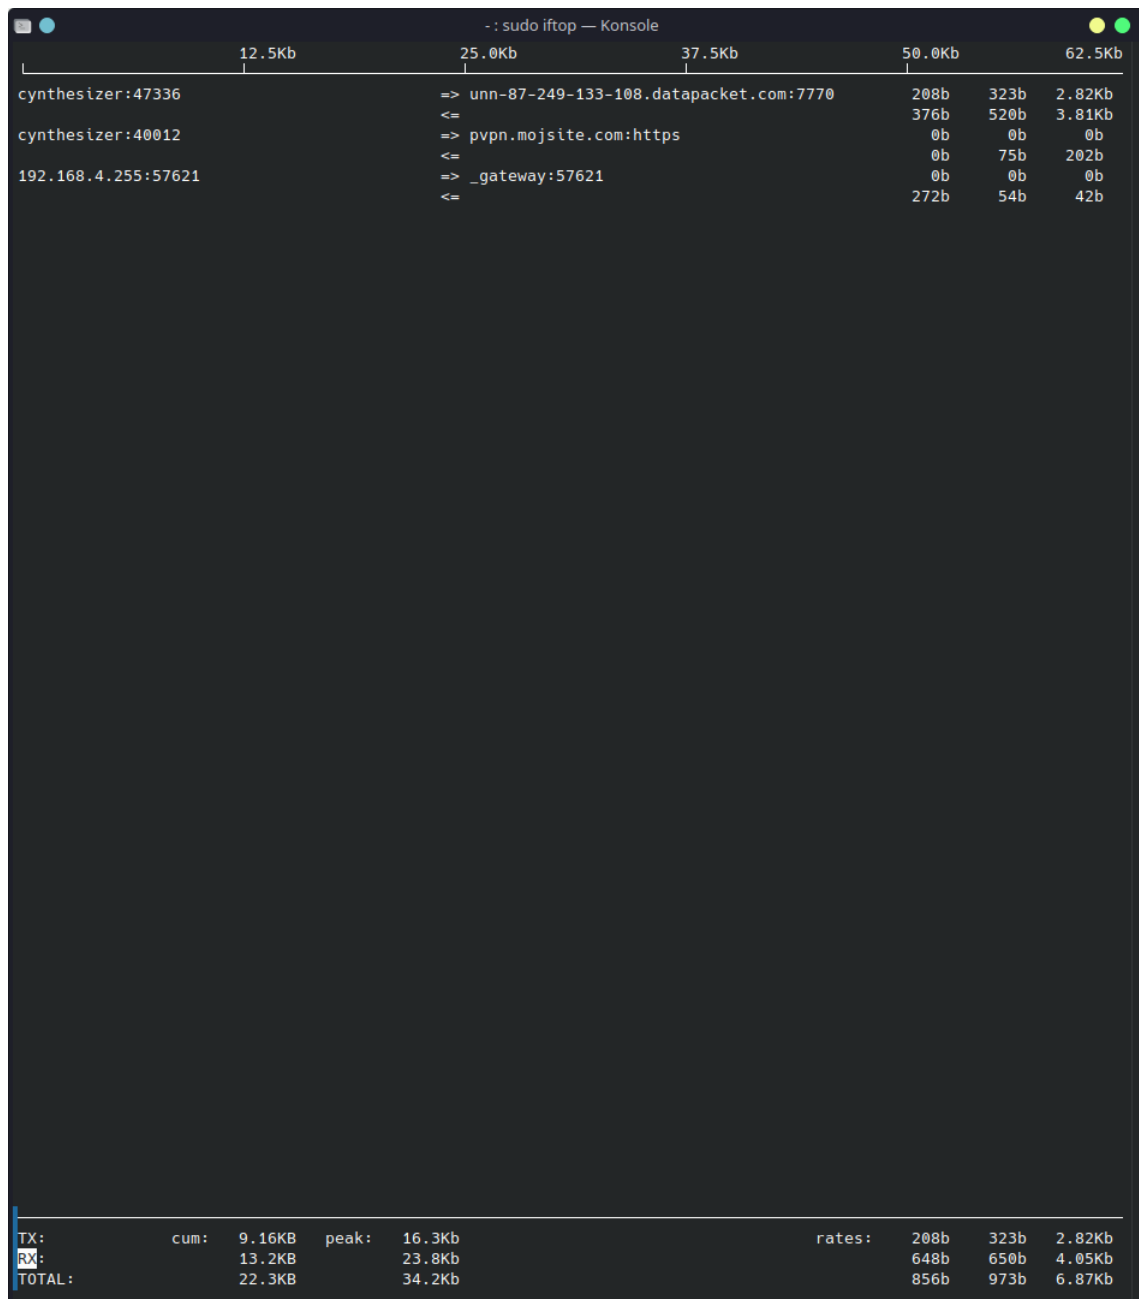 - : sudo iftop — Konsole
12.5Kb 25.0Kb 37.5Kb 50.0Kb 62.5Kb
cynthesizer:47336 => unn-87-249-133-108.datapacket.com:7770 208b 323b 2.82Kb
<= 376b 520b 3.81Kb
cynthesizer:40012 => pvpn.mojsite.com:https 0b 0b 0b
<= 0b 75b 202b
192.168.4.255:57621 => _gateway:57621 0b 0b 0b
<= 272b 54b 42b
TX: cum: 9.16KB peak: 16.3Kb rates: 208b 323b 2.82Kb
RX: 13.2KB 23.8Kb 648b 650b 4.05Kb
TOTAL: 22.3KB 34.2Kb 856b 973b 6.87Kb